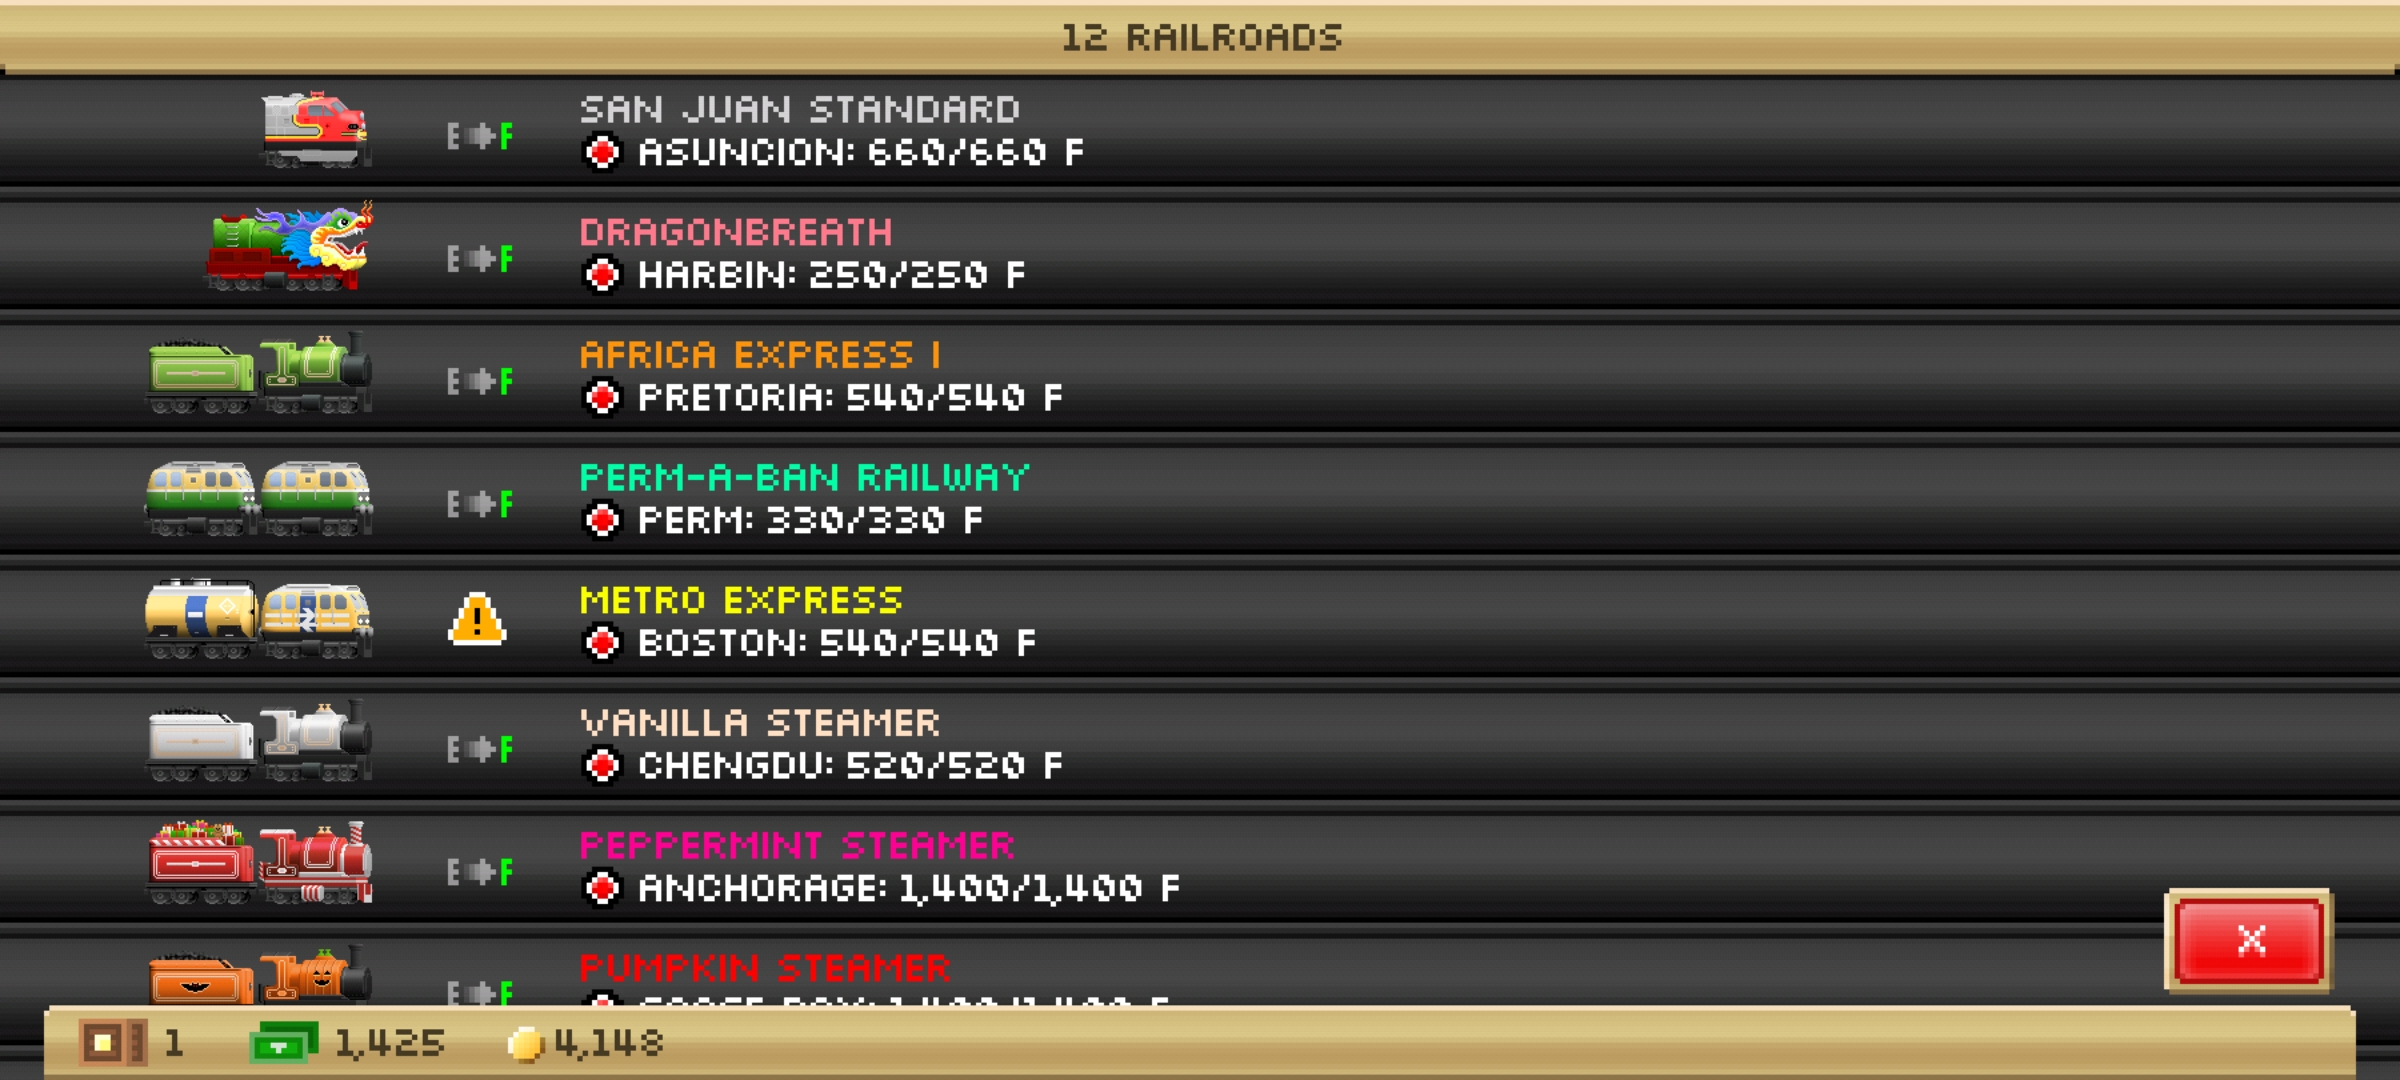 12 RAILROADS
SAN JUAN STANDARD
E F
ASUNCION: 660/660 F
DRAGONBREATH
E F
HARBIN: 250/250 F
AFRICA EXPRESS I
E F
PRETORIA: 540/540 F
PERM-A-BAN RAILWAY
E F
PERM: 330/330 F
METRO EXPRESS
!
BOSTON: 540/540 F
VANILLA STEAMER
E F
CHENGDU: 520/520 F
PEPPERMINT STEAMER
E F
ANCHORAGE: 1,400/1,400 F
PUMPKIN STEAMER
E F
X
1 1,425 4,148